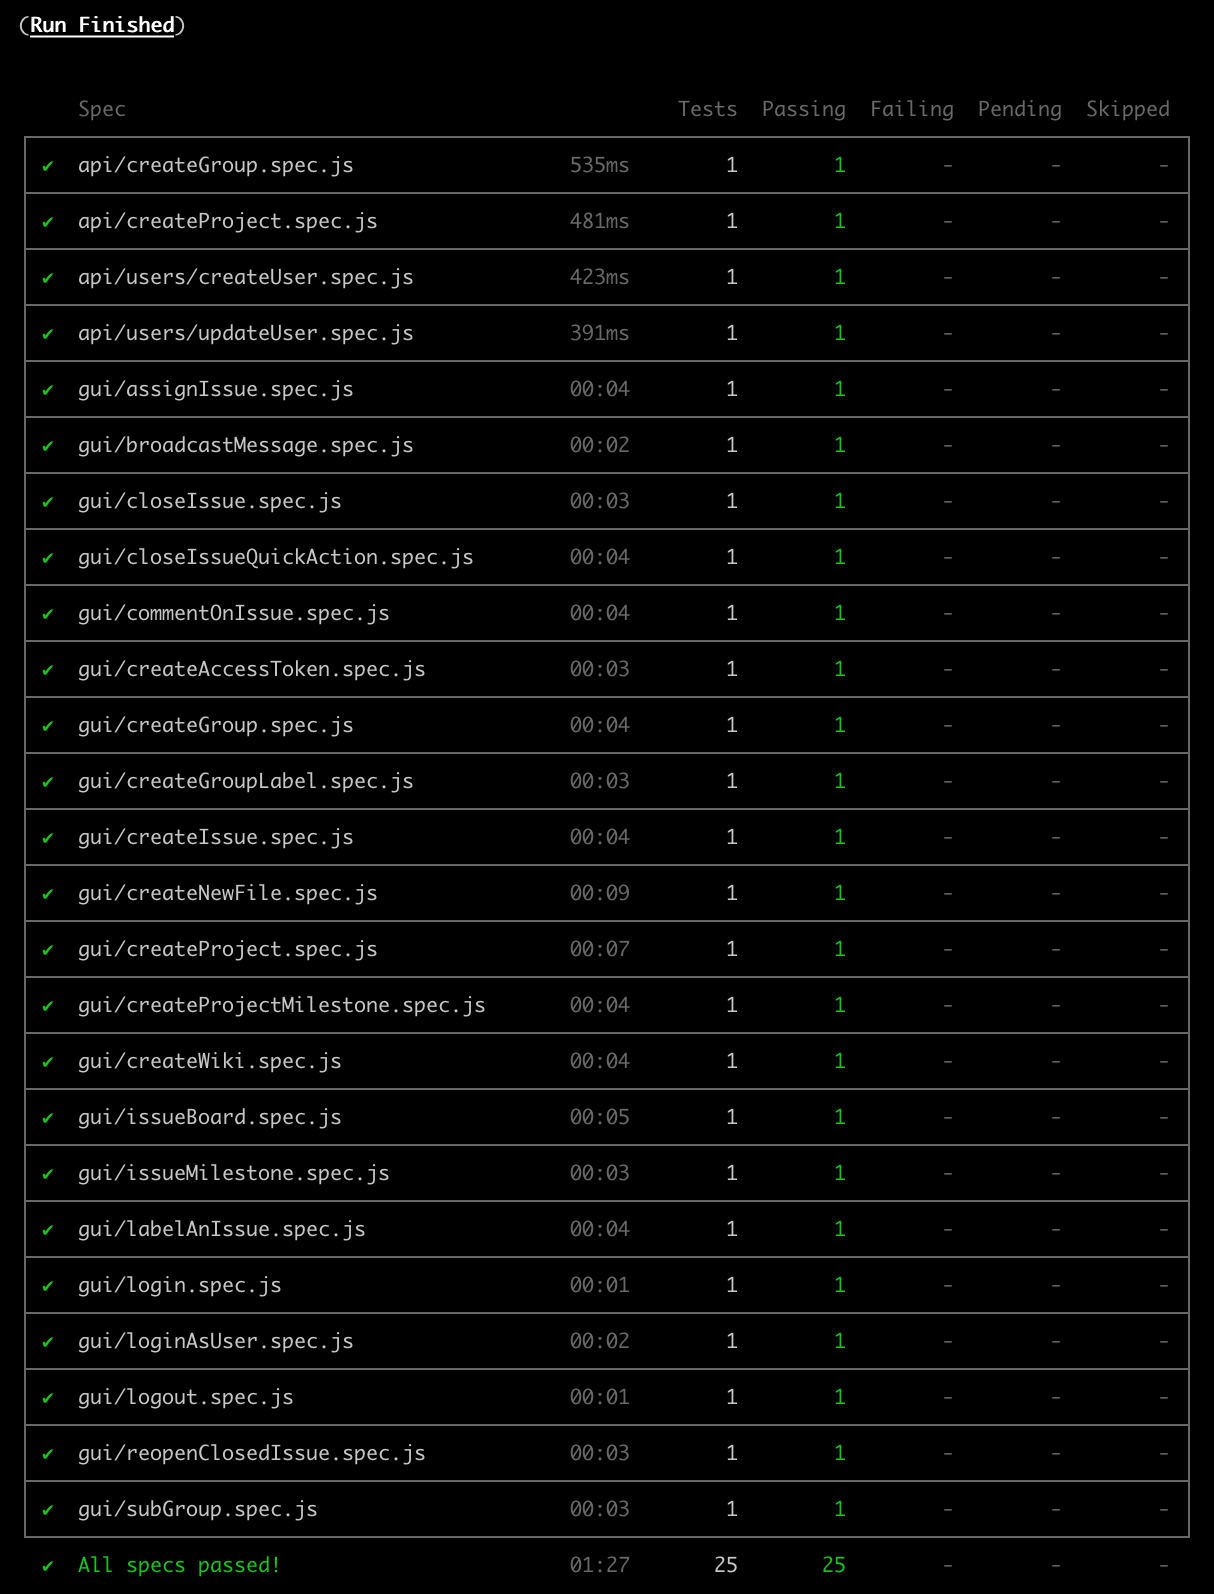 (Run Finished)
Spec Tests Passing Failing Pending Skipped
✔ api/createGroup.spec.js 535ms 1 1 - - -
✔ api/createProject.spec.js 481ms 1 1 - - -
✔ api/users/createUser.spec.js 423ms 1 1 - - -
✔ api/users/updateUser.spec.js 391ms 1 1 - - -
✔ gui/assignIssue.spec.js 00:04 1 1 - - -
✔ gui/broadcastMessage.spec.js 00:02 1 1 - - -
✔ gui/closeIssue.spec.js 00:03 1 1 - - -
✔ gui/closeIssueQuickAction.spec.js 00:04 1 1 - - -
✔ gui/commentOnIssue.spec.js 00:04 1 1 - - -
✔ gui/createAccessToken.spec.js 00:03 1 1 - - -
✔ gui/createGroup.spec.js 00:04 1 1 - - -
✔ gui/createGroupLabel.spec.js 00:03 1 1 - - -
✔ gui/createIssue.spec.js 00:04 1 1 - - -
✔ gui/createNewFile.spec.js 00:09 1 1 - - -
✔ gui/createProject.spec.js 00:07 1 1 - - -
✔ gui/createProjectMilestone.spec.js 00:04 1 1 - - -
✔ gui/createWiki.spec.js 00:04 1 1 - - -
✔ gui/issueBoard.spec.js 00:05 1 1 - - -
✔ gui/issueMilestone.spec.js 00:03 1 1 - - -
✔ gui/labelAnIssue.spec.js 00:04 1 1 - - -
✔ gui/login.spec.js 00:01 1 1 - - -
✔ gui/loginAsUser.spec.js 00:02 1 1 - - -
✔ gui/logout.spec.js 00:01 1 1 - - -
✔ gui/reopenClosedIssue.spec.js 00:03 1 1 - - -
✔ gui/subGroup.spec.js 00:03 1 1 - - -
✔ All specs passed! 01:27 25 25 - - -